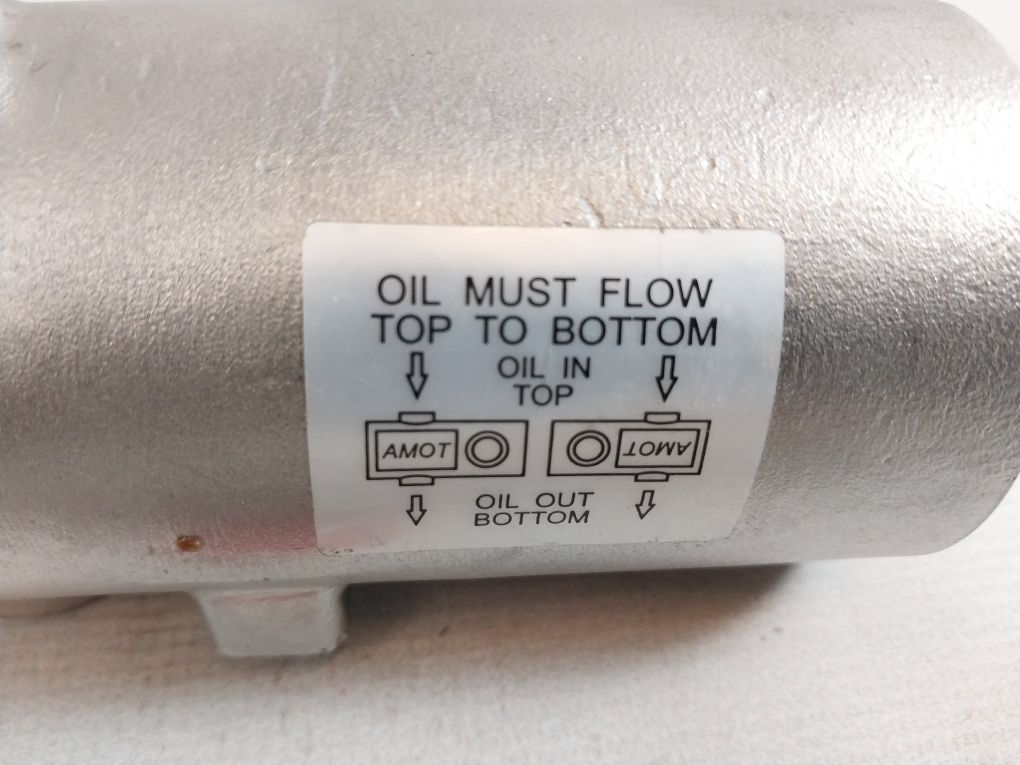 OIL MUST FLOW
TOP TO BOTTOM
OIL IN
TOP
AMOT AMOT
OIL OUT
BOTTOM